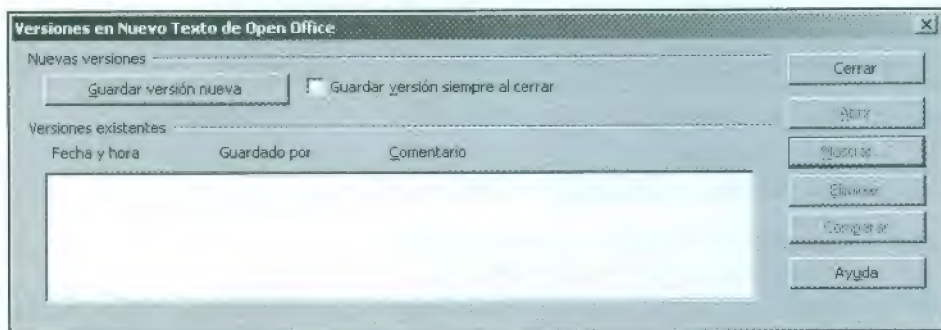 Versiones en Nuevo Texto de Open Office
Nuevas versiones
Guardar versión nueva
Guardar versión siempre al cerrar
Versiones existentes
Fecha y hora
Guardado por
Comentario
Cerrar
Abrir
Mostrar...
Eliminar
Comparar
Ayuda